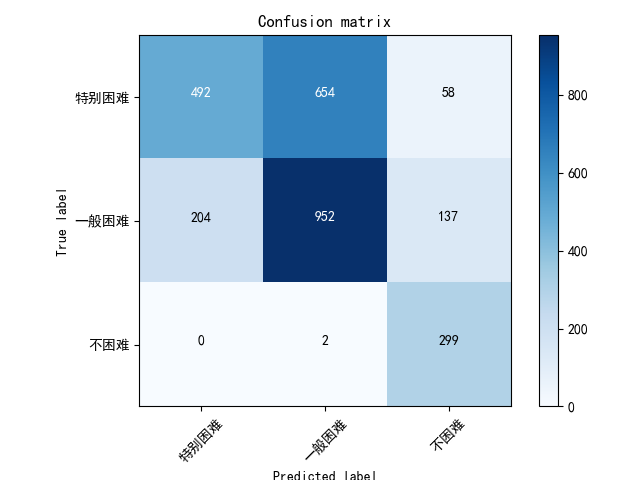 Confusion matrix
特别困难 492 654 58
800
600
一般困难 204 952 137
True label
400
200
不困难 0 2 299
0
特别困难 一般困难 不困难
Predicted label